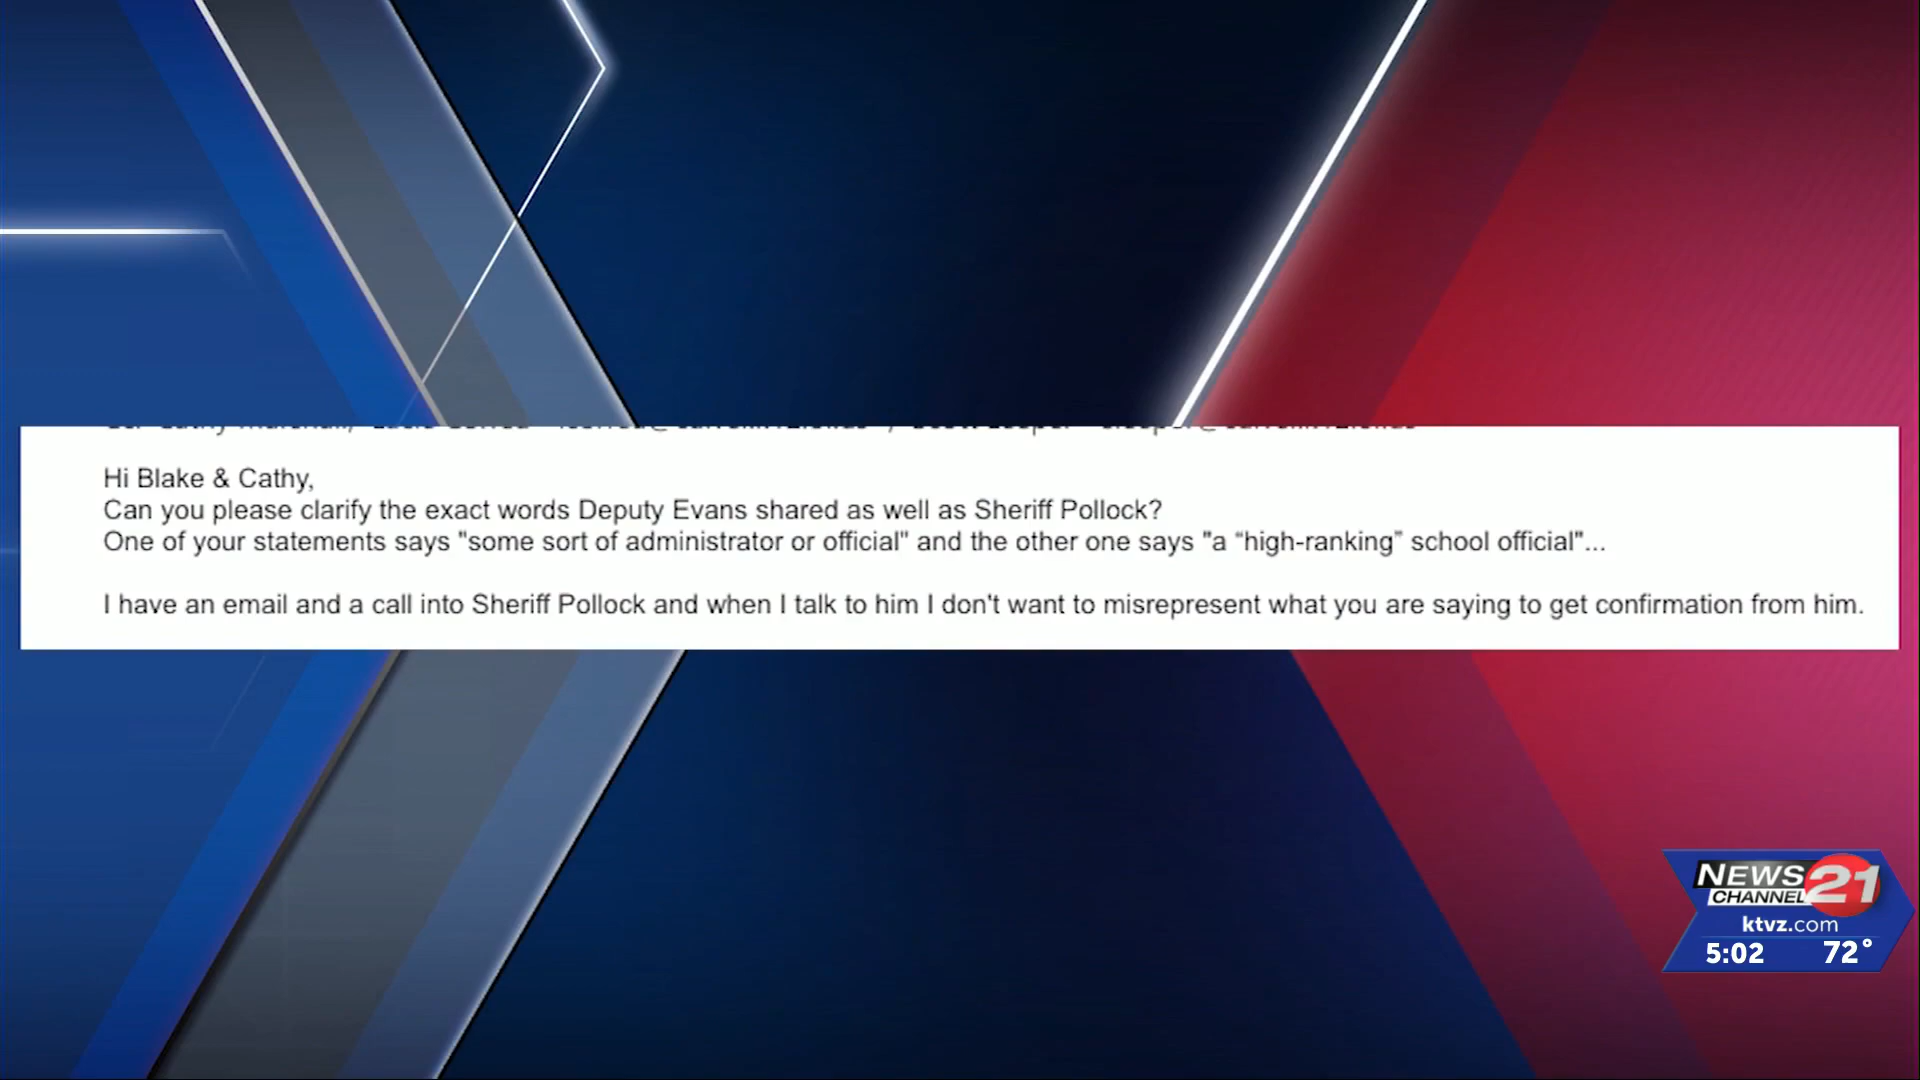 Hi Blake & Cathy,
Can you please clarify the exact words Deputy Evans shared as well as Sheriff Pollock?
One of your statements says "some sort of administrator or official" and the other one says "a “high-ranking” school official"...
I have an email and a call into Sheriff Pollock and when I talk to him I don't want to misrepresent what you are saying to get confirmation from him.
NEWS
CHANNEL 21
ktvz.com
5:02 72°